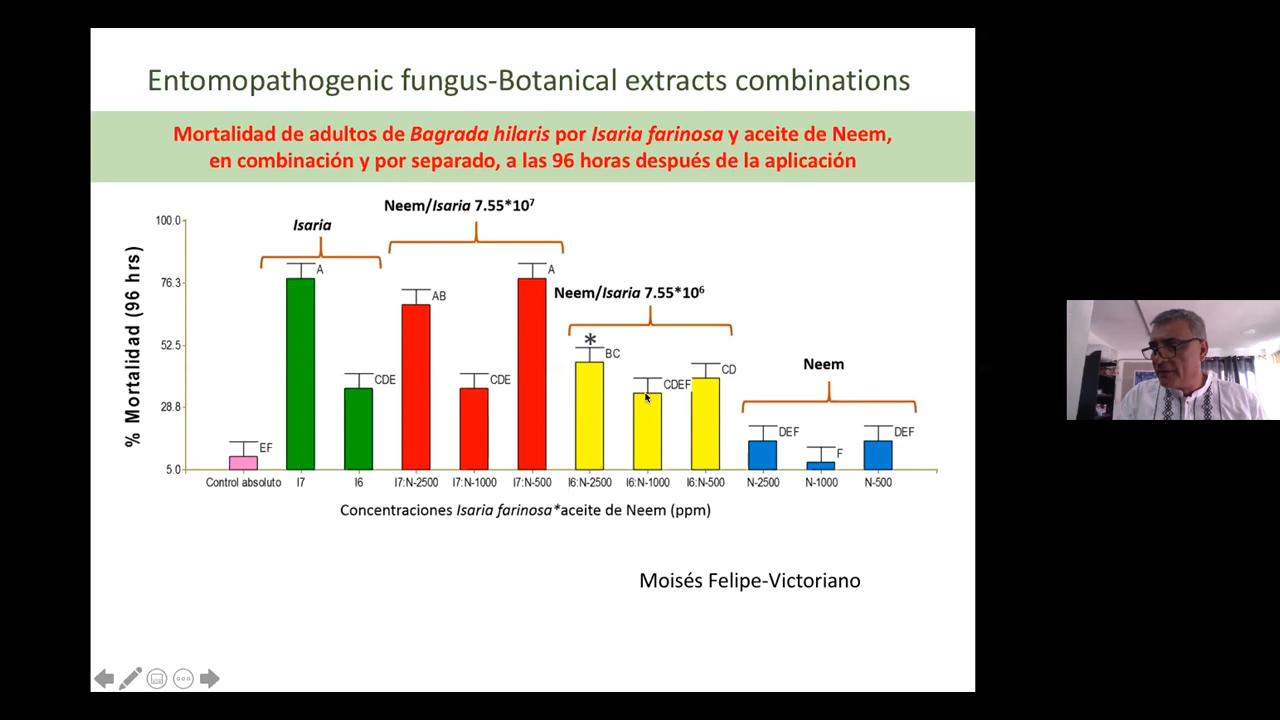 Entomopathogenic fungus-Botanical extracts combinations
Mortalidad de adultos de Bagrada hilaris por Isaria farinosa y aceite de Neem,
en combinación y por separado, a las 96 horas después de la aplicación
Neem/Isaria 7.55*10⁷
Isaria
Neem/Isaria 7.55*10⁶
Neem
% Mortalidad (96 hrs)
100.0
76.3
52.5
28.8
5.0
EF
A
CDE
AB
CDE
A
*
BC
CDEF
CD
DEF
F
DEF
Control absoluto I7 I6 I7:N-2500 I7:N-1000 I7:N-500 I6:N-2500 I6:N-1000 I6:N-500 N-2500 N-1000 N-500
Concentraciones Isaria farinosa*aceite de Neem (ppm)
Moisés Felipe-Victoriano